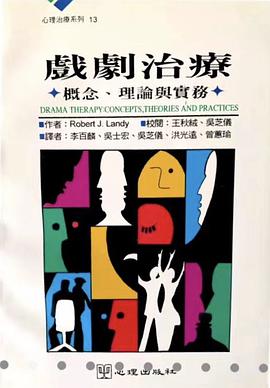 心理治療系列 13
戲劇治療
✦概念、理論與實務✦
DRAMA THERAPY:CONCEPTS,THEORIES AND PRACTICES
■作者：Robert J. Landy ■校閱：王秋絨、吳芝儀
■譯者：李百麟、吳士宏、吳芝儀、洪光遠、曾蕙瑜
心理出版社